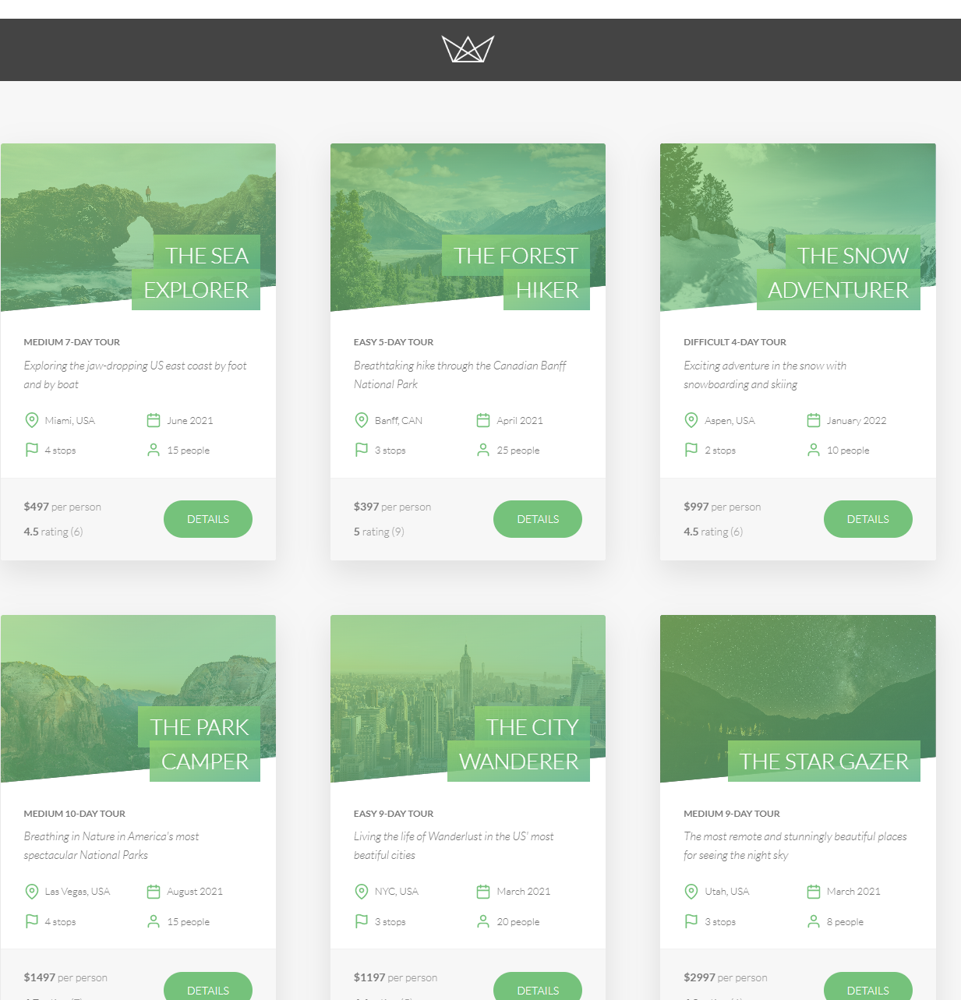 THE SEA
EXPLORER
MEDIUM 7-DAY TOUR
Exploring the jaw-dropping US east coast by foot
and by boat
Miami, USA
June 2021
4 stops
15 people
$497 per person
4.5 rating (6)
DETAILS
THE FOREST
HIKER
EASY 5-DAY TOUR
Breathtaking hike through the Canadian Banff
National Park
Banff, CAN
April 2021
3 stops
25 people
$397 per person
5 rating (9)
DETAILS
THE SNOW
ADVENTURER
DIFFICULT 4-DAY TOUR
Exciting adventure in the snow with
snowboarding and skiing
Aspen, USA
January 2022
2 stops
10 people
$997 per person
4.5 rating (6)
DETAILS
THE PARK
CAMPER
MEDIUM 10-DAY TOUR
Breathing in Nature in America's most
spectacular National Parks
Las Vegas, USA
August 2021
4 stops
15 people
$1497 per person
DETAILS
THE CITY
WANDERER
EASY 9-DAY TOUR
Living the life of Wanderlust in the US' most
beatiful cities
NYC, USA
March 2021
3 stops
20 people
$1197 per person
DETAILS
THE STAR GAZER
MEDIUM 9-DAY TOUR
The most remote and stunningly beautiful places
for seeing the night sky
Utah, USA
March 2021
3 stops
8 people
$2997 per person
DETAILS